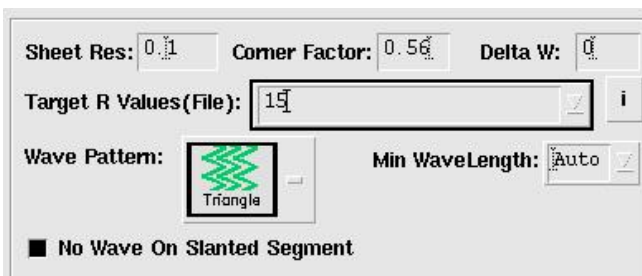 Sheet Res: 0.1 Corner Factor: 0.56 Delta W: 0
Target R Values(File): 15 i
Wave Pattern: Triangle Min WaveLength: Auto
No Wave On Slanted Segment